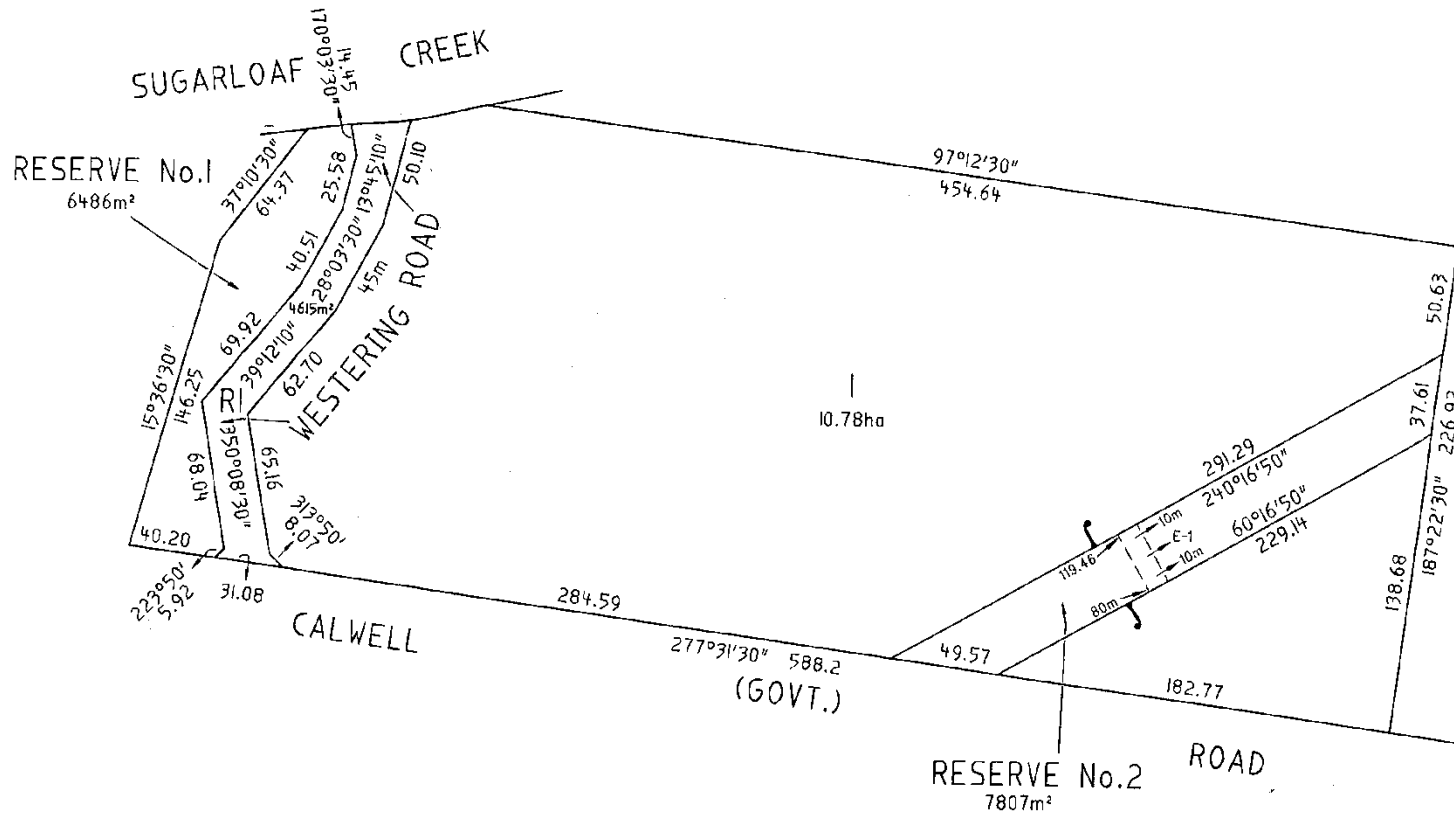 SUGARLOAF CREEK
170°03'30"
14.45
RESERVE No.1
6486m²
37°10'30"
64.37
25.58
13°45'10"
50.10
40.51
28°03'30"
45m
4615m²
69.92
39°12'10"
62.70
WESTERING ROAD
R1
15°36'30"
146.25
68.04
350°08'30"
65.16
313°50'
8.07
40.20
223°50'
5.92
31.08
CALWELL
284.59
277°31'30" 588.2
(GOVT.)
ROAD
97°12'30"
454.64
10.78ha
50.63
37.61
226.93
187°22'30"
138.68
291.29
240°16'50"
60°16'50"
229.14
10m
E-1
10m
119.46
80m
49.57
182.77
RESERVE No.2
7807m²